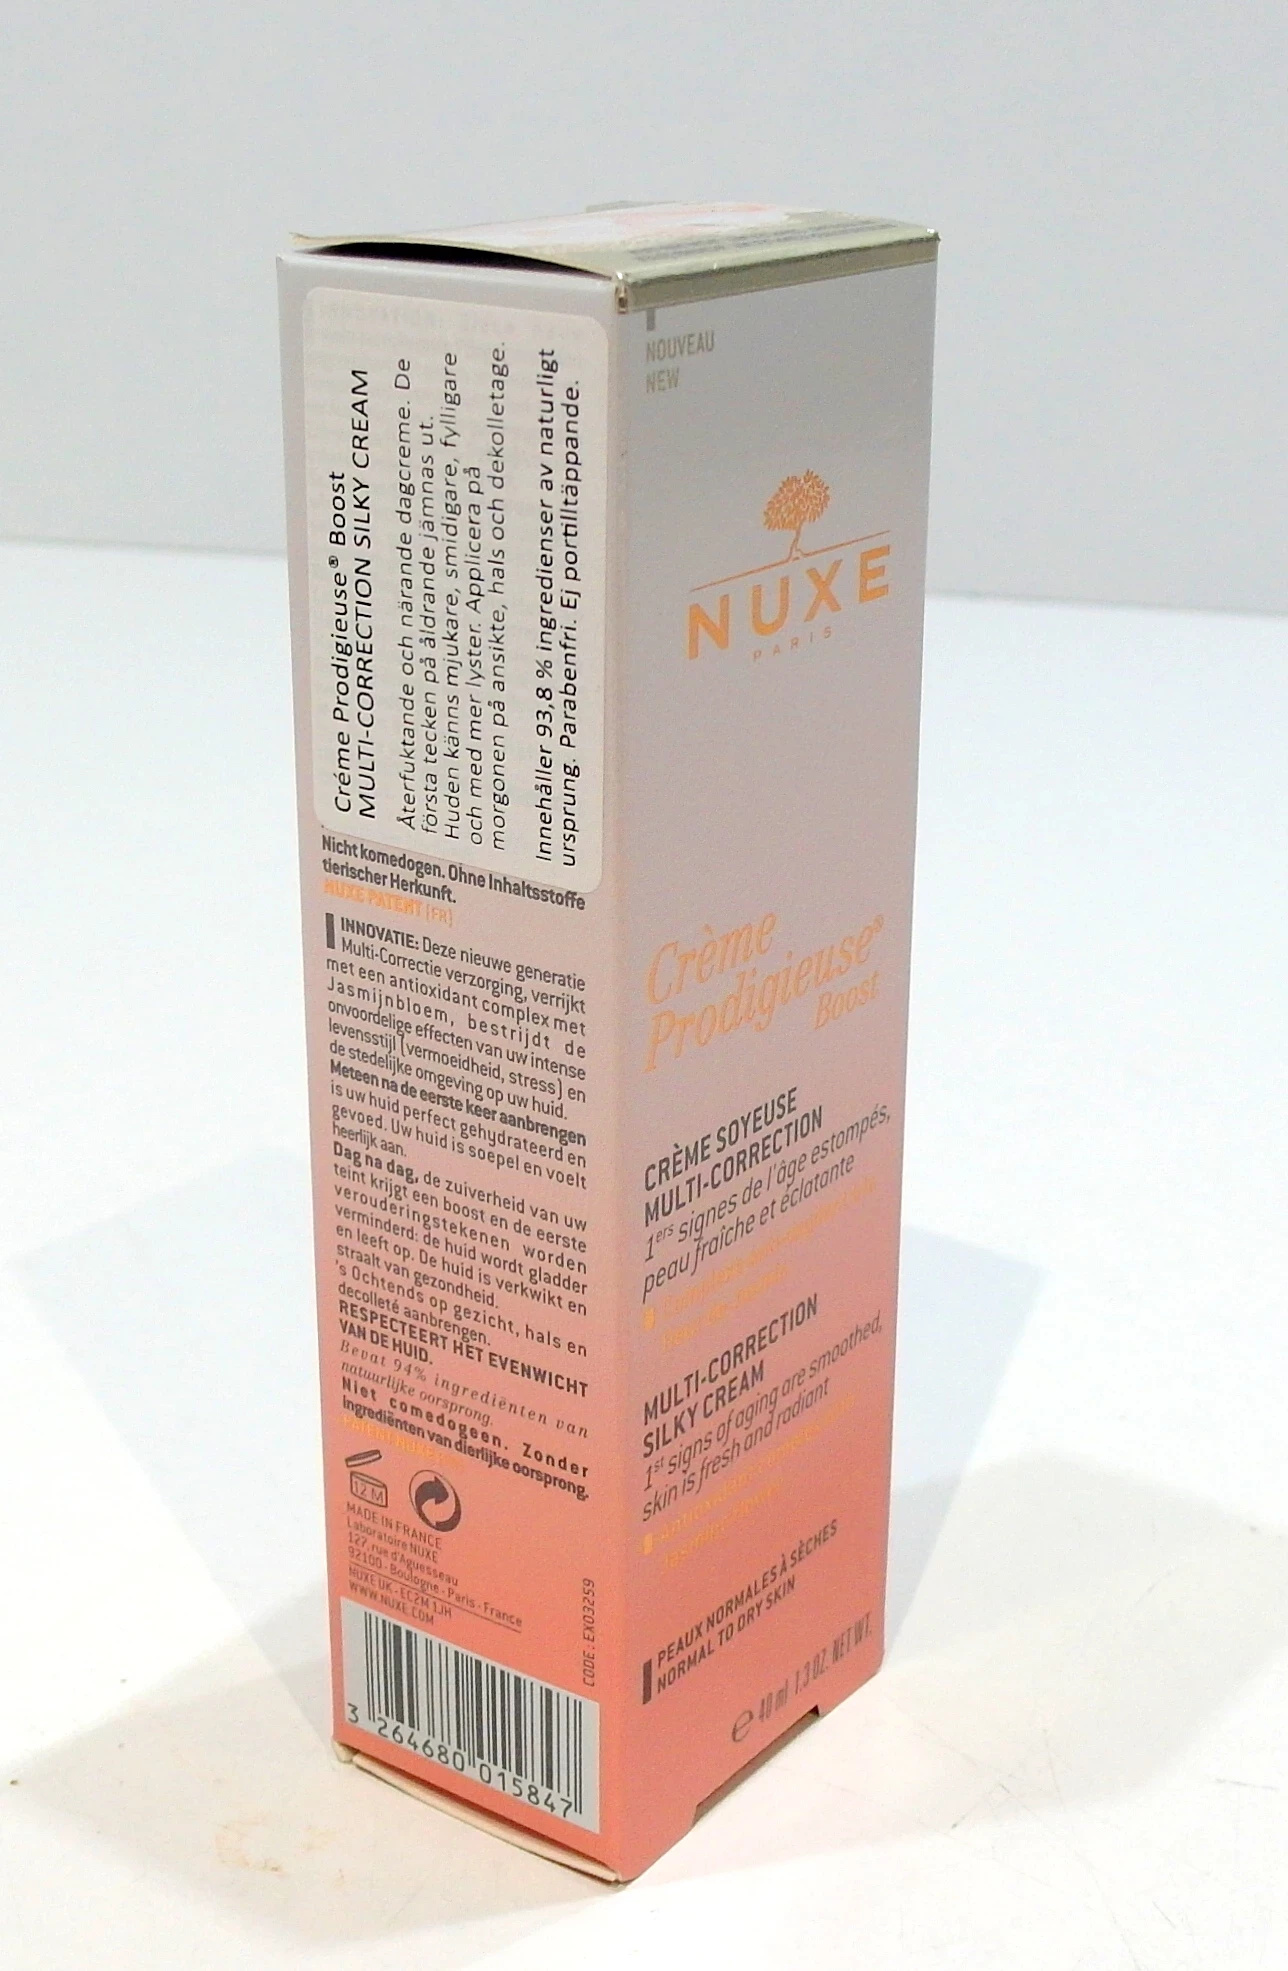 Créme Prodigieuse® Boost
MULTI-CORRECTION SILKY CREAM
Återfuktande och närande dagcreme. De
första tecken på åldrande jämnas ut.
Huden känns mjukare, smidigare, fylligare
och med mer lyster. Applicera på
morgonen på ansikte, hals och dekolletage.
Innehåller 93,8 % ingredienser av naturligt
ursprung. Parabenfri. Ej portilltäppande.
Nicht komedogen. Ohne Inhaltsstoffe
tierischer Herkunft.
NUXE PATENT (FR)
INNOVATIE: Deze nieuwe generatie
Multi-Correctie verzorging, verrijkt
met een antioxidant complex met
Jasmijnbloem, bestrijdt de
onvoordelige effecten van uw intense
levensstijl (vermoeidheid, stress) en
de stedelijke omgeving op uw huid.
Meteen na de eerste keer aanbrengen
is uw huid perfect gehydrateerd en
gevoed. Uw huid is soepel en voelt
heerlijk aan.
Dag na dag, de zuiverheid van uw
teint krijgt een boost en de eerste
verouderingstekenen worden
verminderd: de huid wordt gladder
en leeft op. De huid is verkwikt en
straalt van gezondheid.
's Ochtends op gezicht, hals en
decolleté aanbrengen.
RESPECTEERT HET EVENWICHT
VAN DE HUID.
Bevat 94% ingrediënten van
natuurlijke oorsprong.
Niet comedogeen. Zonder
ingrediënten van dierlijke oorsprong.
PATENT NUXE
12 M
MADE IN FRANCE
Laboratoire NUXE
127, rue d'Aguesseau
92100 - Boulogne - Paris - France
NUXE UK - EC2M 1JH
WWW.NUXE.COM
CODE : EX03259
3 264680 015847
NOUVEAU
NEW
NUXE
PARIS
Crème
Prodigieuse®
Boost
CRÈME SOYEUSE
MULTI-CORRECTION
1ers signes de l'âge estompés,
peau fraîche et éclatante
MULTI-CORRECTION
SILKY CREAM
1st signs of aging are smoothed,
skin is fresh and radiant
PEAUX NORMALES À SÈCHES
NORMAL TO DRY SKIN
e 40 ml 1.3 OZ. NET WT.